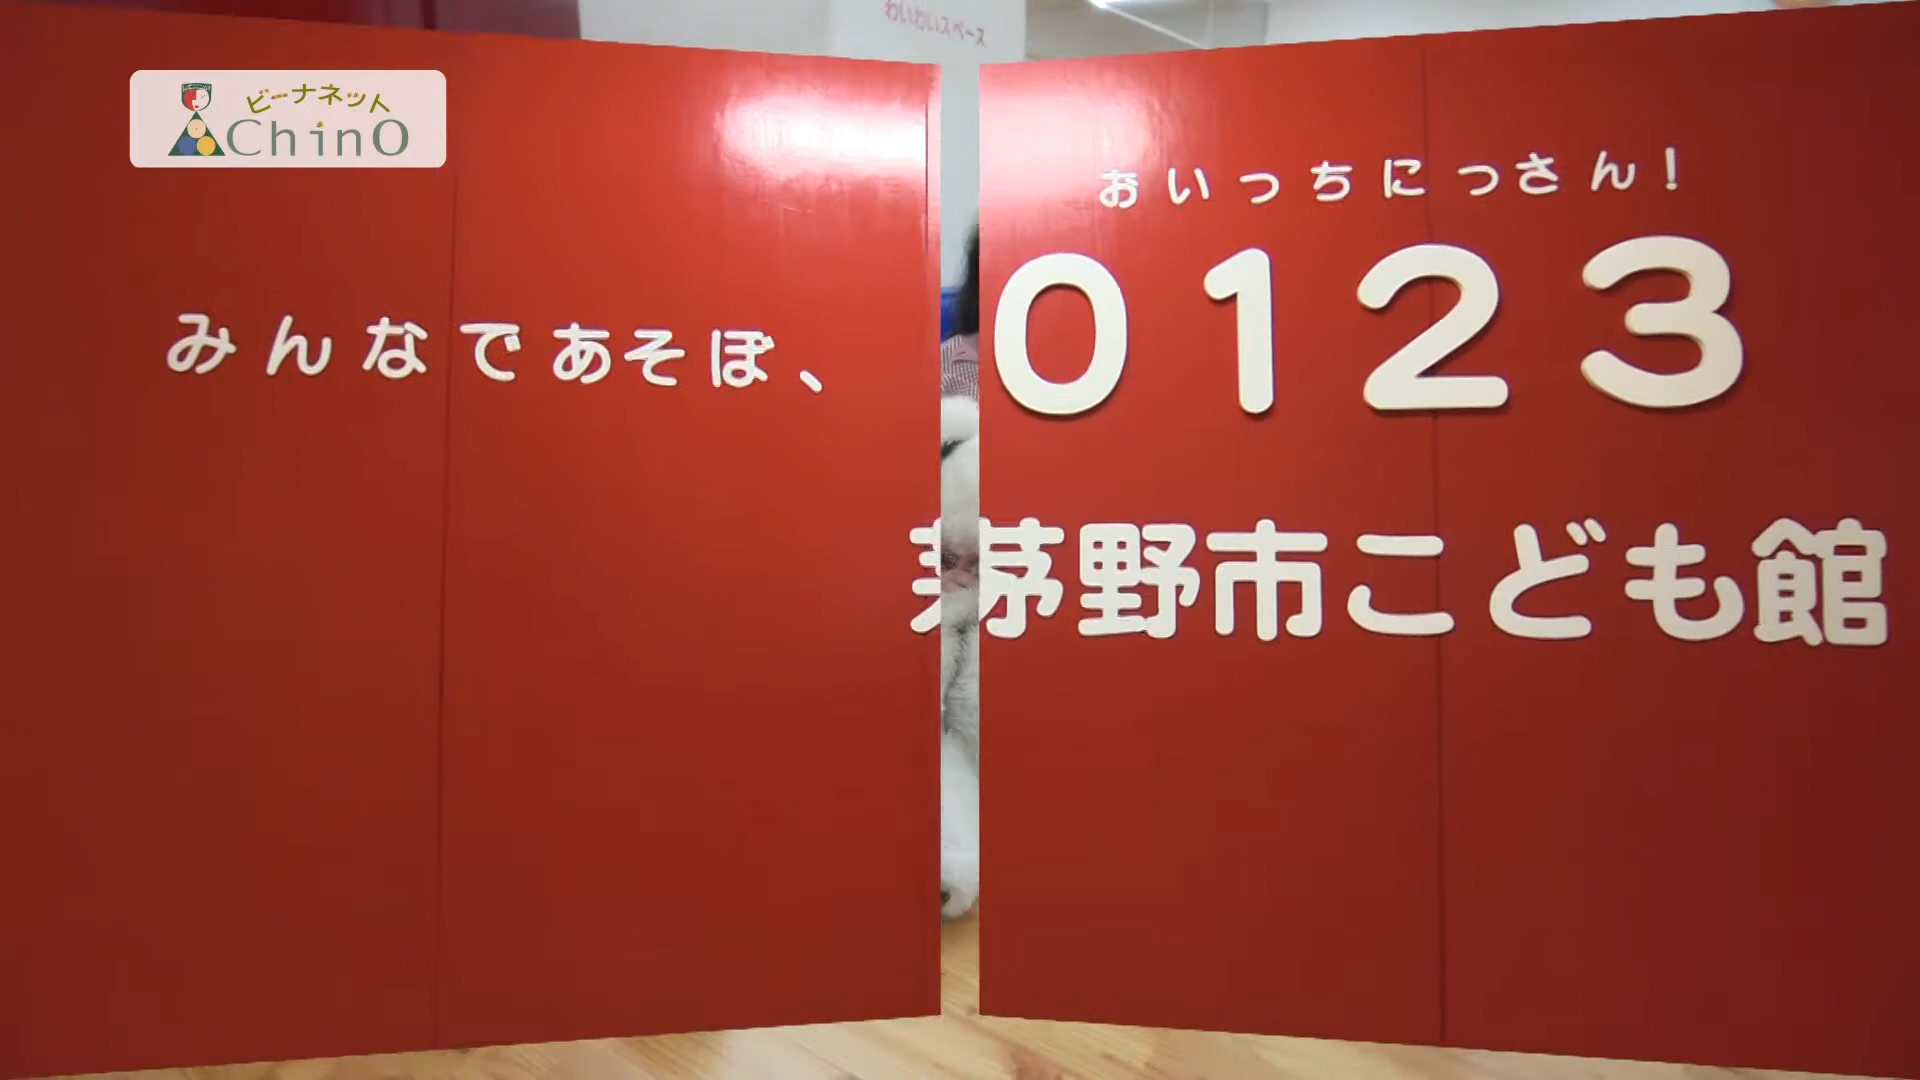 わいわいスペース
ビーナネット
ChinO
みんなであそぼ、
おいっちにっさん!
0123
茅野市こども館